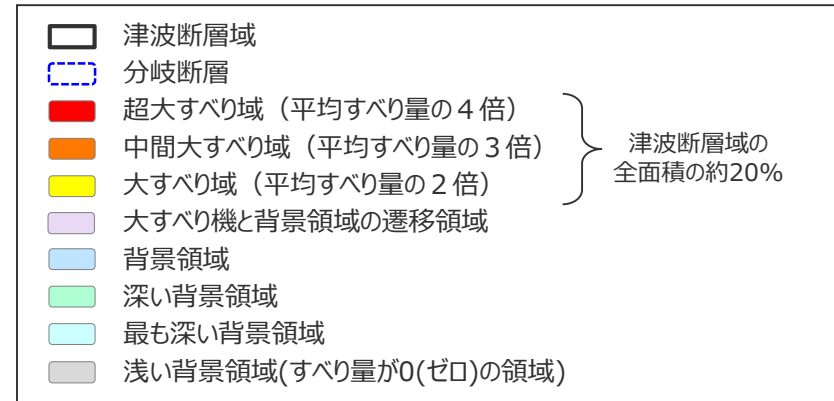 津波断層域
分岐断層
超大すべり域（平均すべり量の４倍）
中間大すべり域（平均すべり量の３倍）
大すべり域（平均すべり量の２倍）
津波断層域の
全面積の約20%
大すべり機と背景領域の遷移領域
背景領域
深い背景領域
最も深い背景領域
浅い背景領域(すべり量が0(ゼロ)の領域)